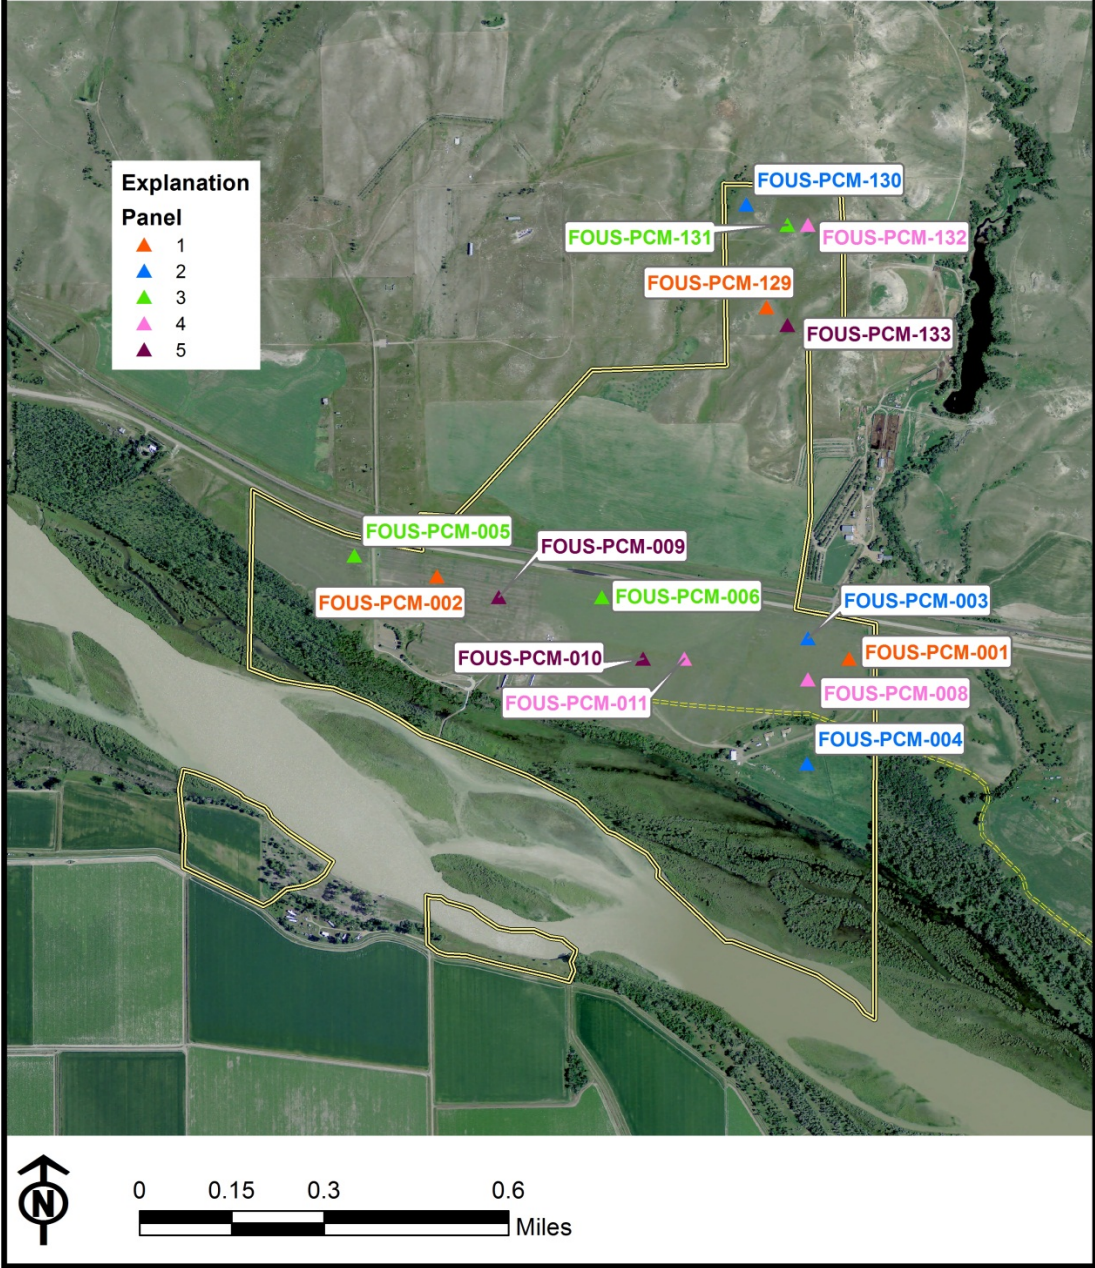 Explanation
Panel
1
2
3
4
5
FOUS-PCM-130
FOUS-PCM-131
FOUS-PCM-132
FOUS-PCM-129
FOUS-PCM-133
FOUS-PCM-005
FOUS-PCM-009
FOUS-PCM-002
FOUS-PCM-006
FOUS-PCM-003
FOUS-PCM-010
FOUS-PCM-001
FOUS-PCM-011
FOUS-PCM-008
FOUS-PCM-004
N
0 0.15 0.3 0.6
Miles